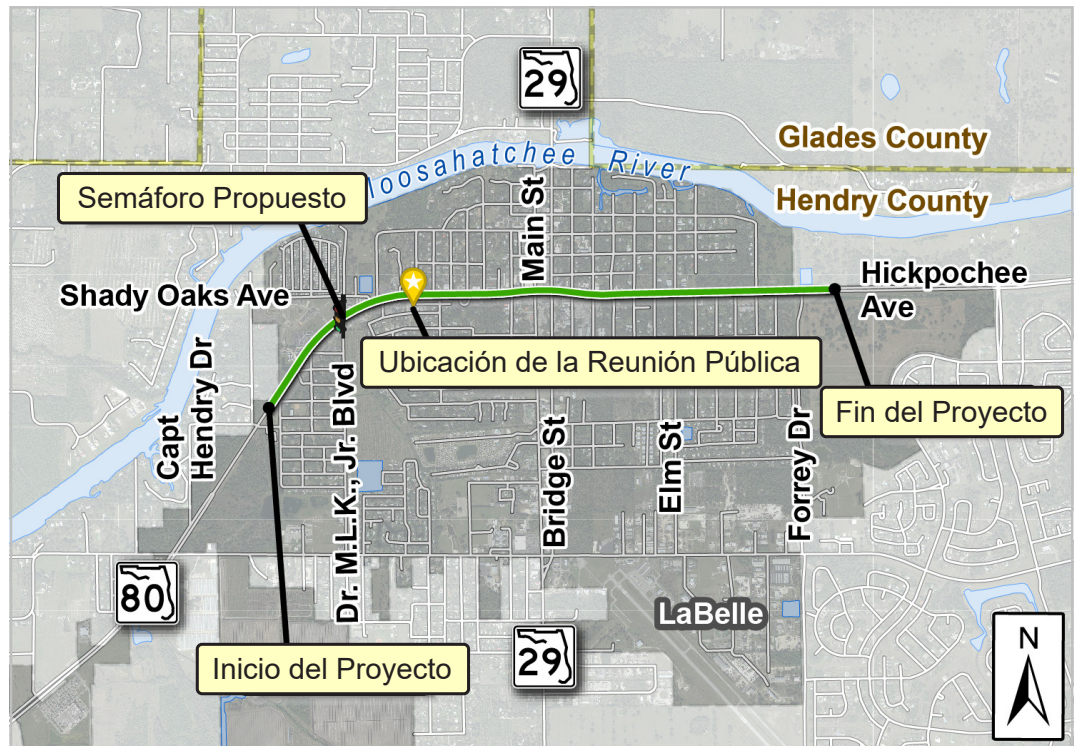 29
Glades County
loosahatchee River
Hendry County
Semáforo Propuesto
Main St
Shady Oaks Ave
Hickpochee
Ave
Ubicación de la Reunión Pública
Capt
Hendry Dr
Fin del Proyecto
Dr. M.L.K., Jr. Blvd
Bridge St
Elm St
Forrey Dr
80
LaBelle
29
Inicio del Proyecto
N